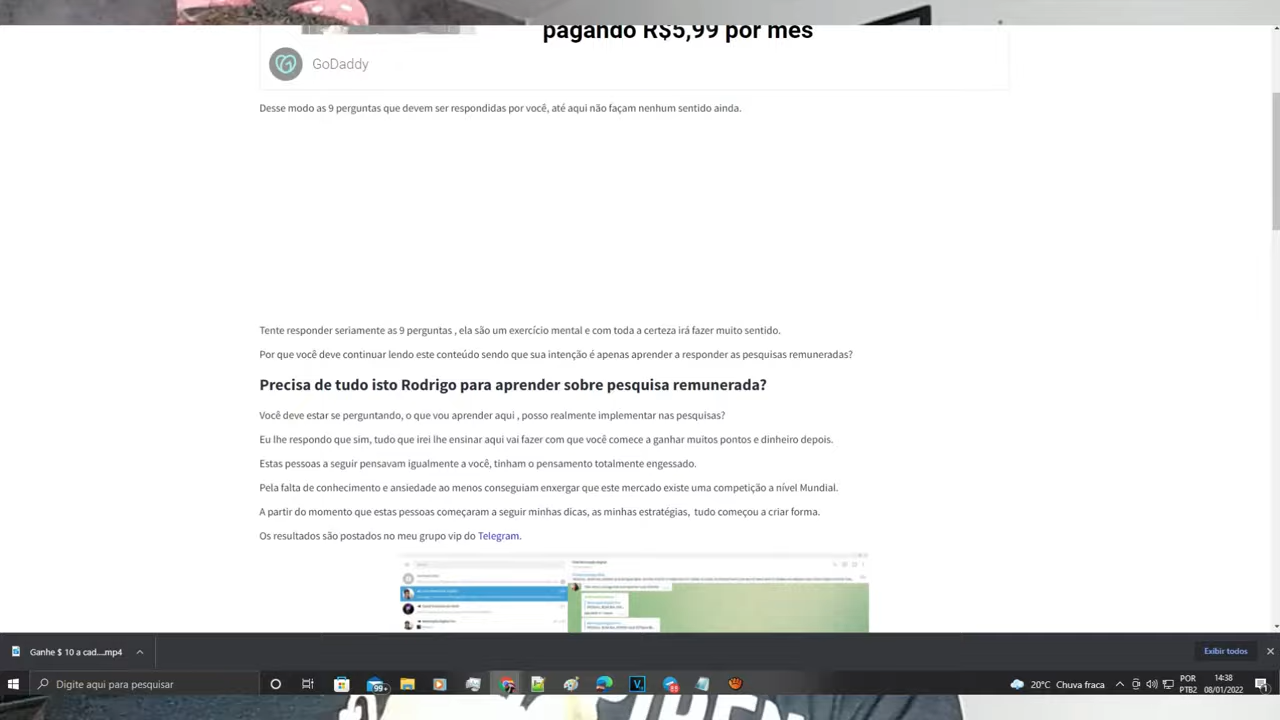 pagando R$5,99 por mês
GoDaddy
Desse modo as 9 perguntas que devem ser respondidas por você, até aqui não façam nenhum sentido ainda.
Tente responder seriamente as 9 perguntas , ela são um exercício mental e com toda a certeza irá fazer muito sentido.
Por que você deve continuar lendo este conteúdo sendo que sua intenção é apenas aprender a responder as pesquisas remuneradas?
Precisa de tudo isto Rodrigo para aprender sobre pesquisa remunerada?
Você deve estar se perguntando, o que vou aprender aqui , posso realmente implementar nas pesquisas?
Eu lhe respondo que sim, tudo que irei lhe ensinar aqui vai fazer com que você comece a ganhar muitos pontos e dinheiro depois.
Estas pessoas a seguir pensavam igualmente a você, tinham o pensamento totalmente engessado.
Pela falta de conhecimento e ansiedade ao menos conseguiam enxergar que este mercado existe uma competição a nível Mundial.
A partir do momento que estas pessoas começaram a seguir minhas dicas, as minhas estratégias, tudo começou a criar forma.
Os resultados são postados no meu grupo vip do Telegram.
Ganhe $ 10 a cad....mp4
Exibir todos
Digite aqui para pesquisar
99+
V
83
20°C Chuva fraca
POR
PTB2
14:38
08/01/2022
1